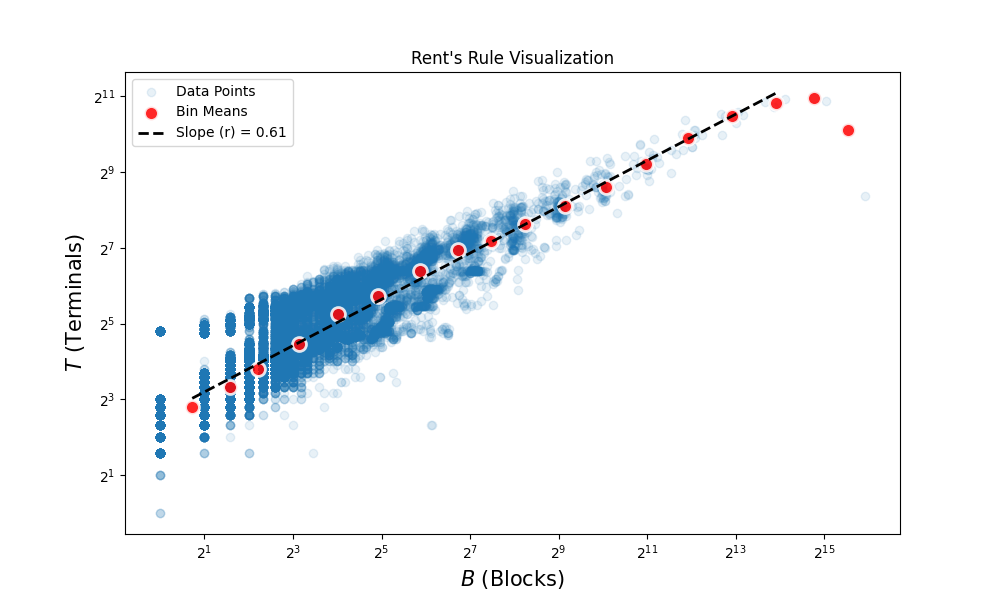 Rent's Rule Visualization
Data Points
Bin Means
Slope (r) = 0.61
2^11
2^9
2^7
2^5
2^3
2^1
T (Terminals)
2^1 2^3 2^5 2^7 2^9 2^11 2^13 2^15
B (Blocks)